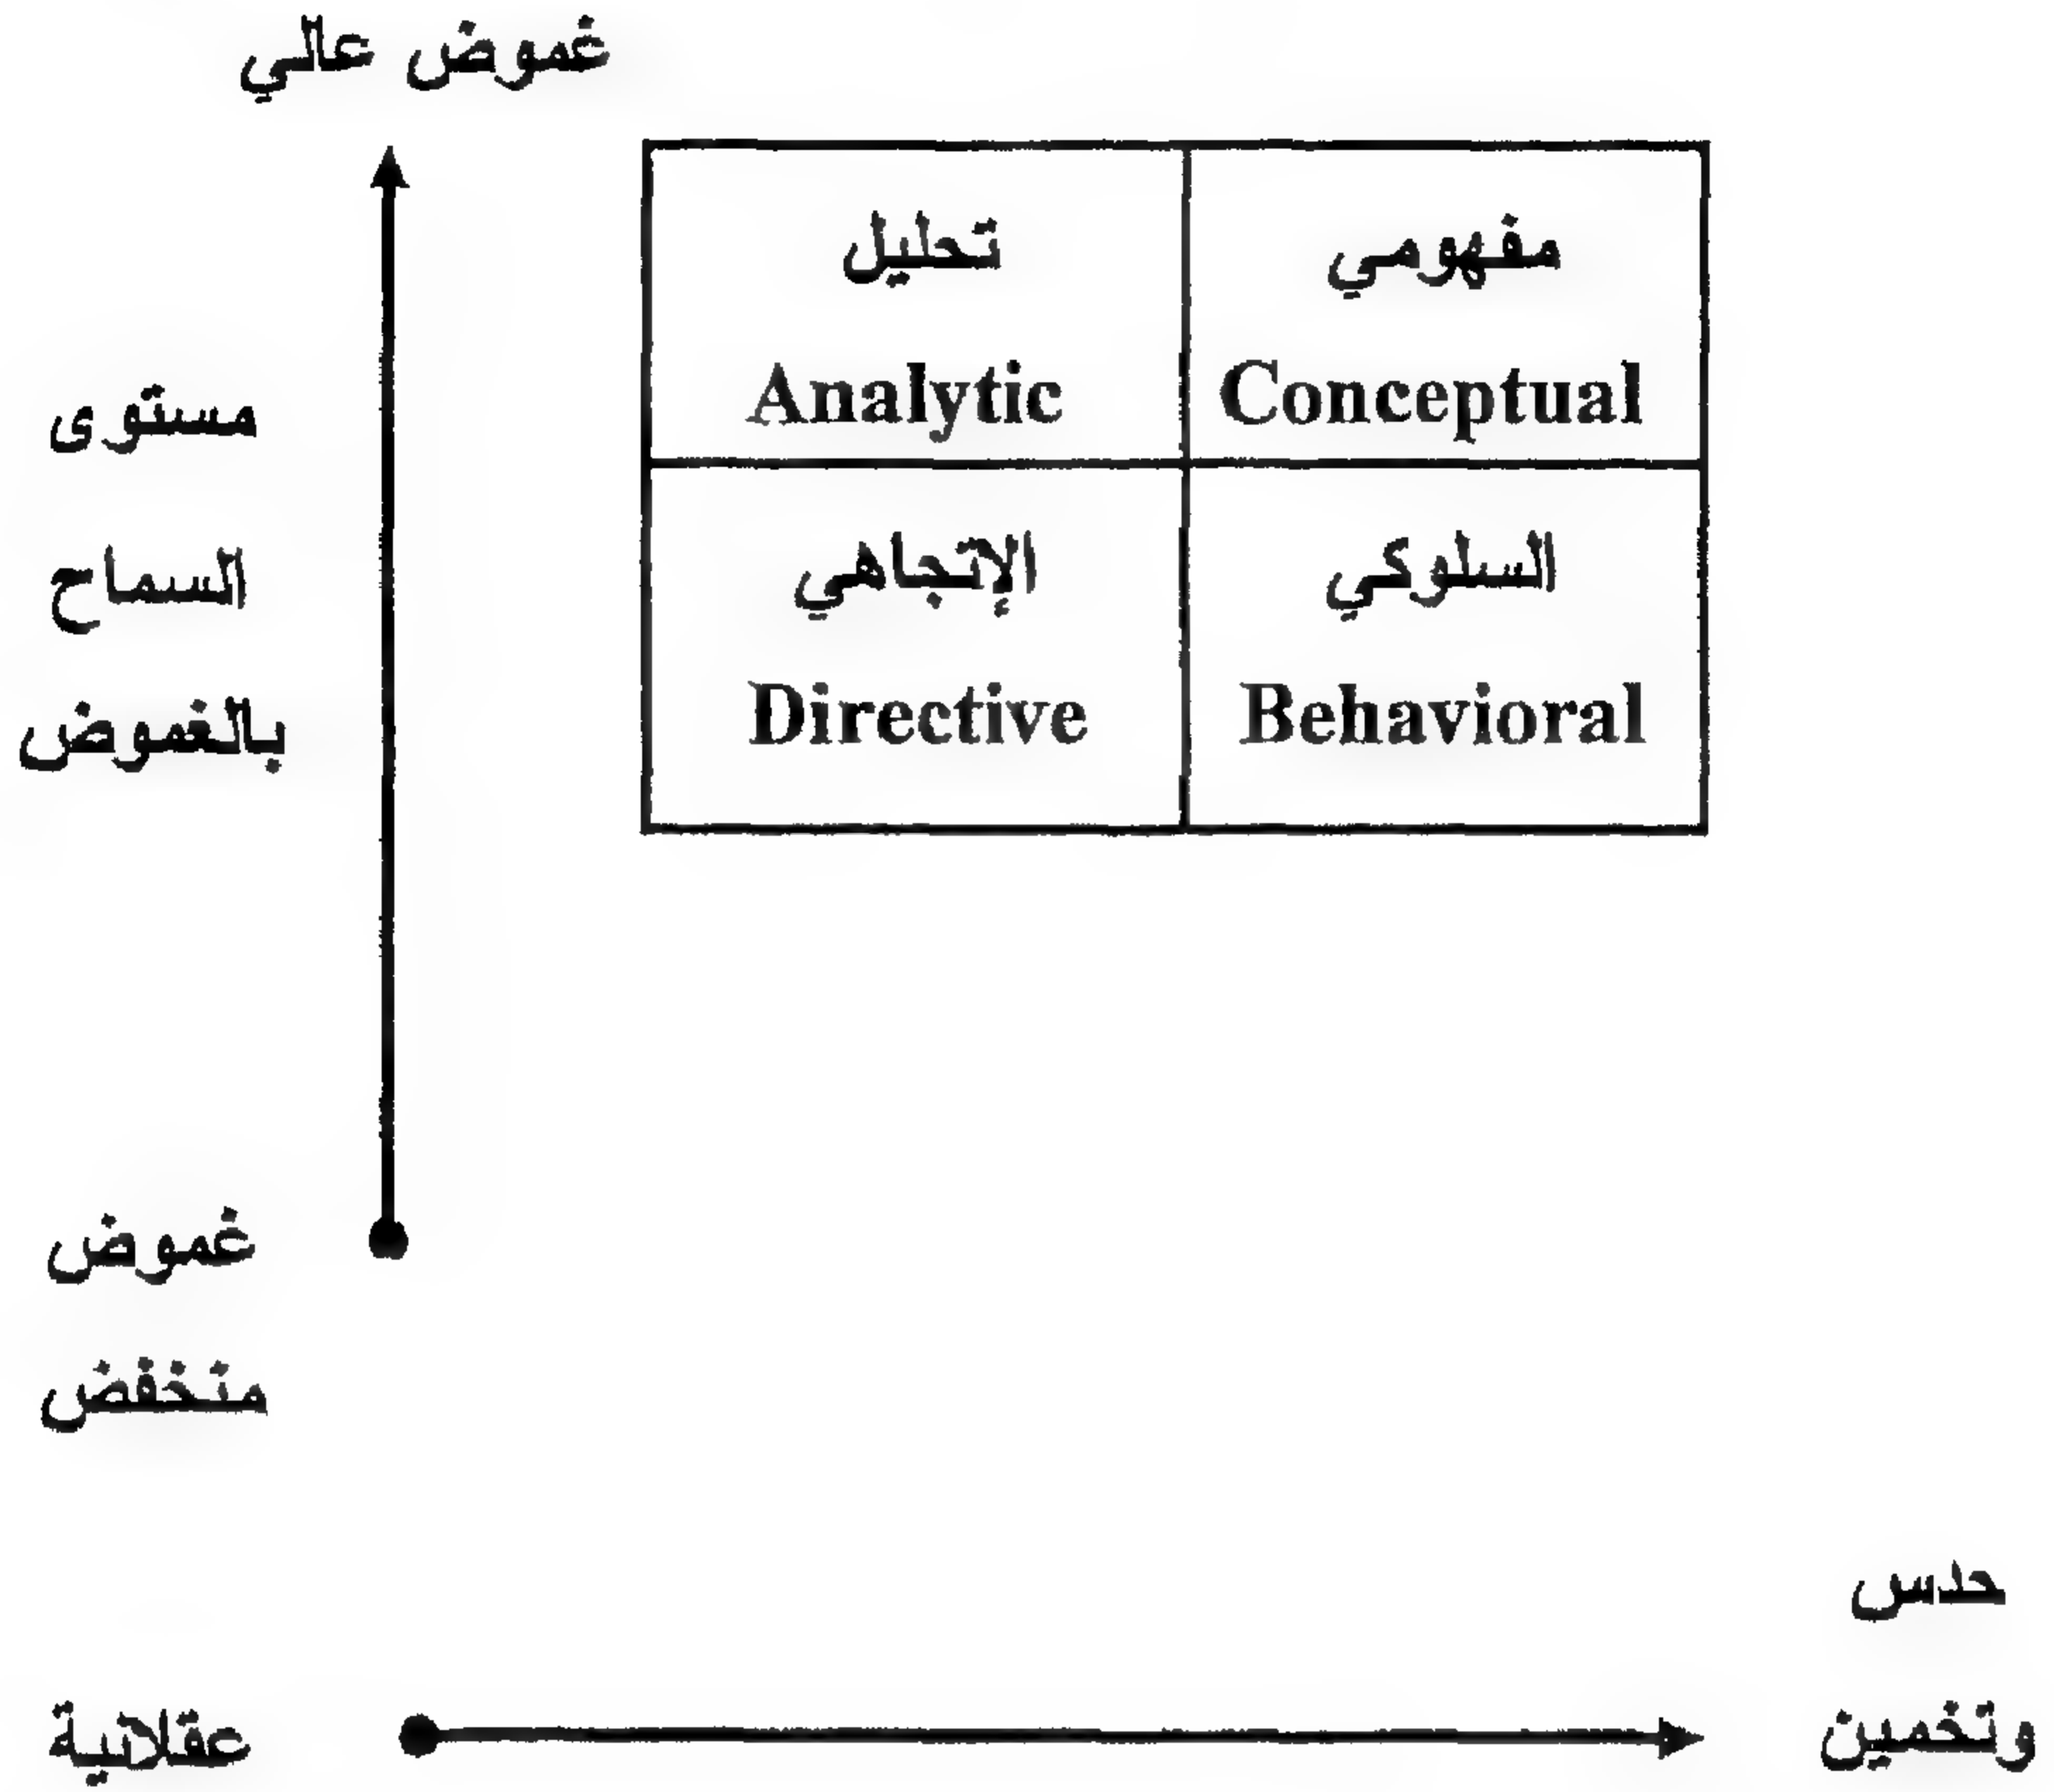 غموض عالي
تحليل
مفهومي
Analytic
Conceptual
مستوى
السماح
بالغموض
الإتجاهي
السلوكي
Directive
Behavioral
غموض
منخفض
حدس
وتخمين
عقلانية